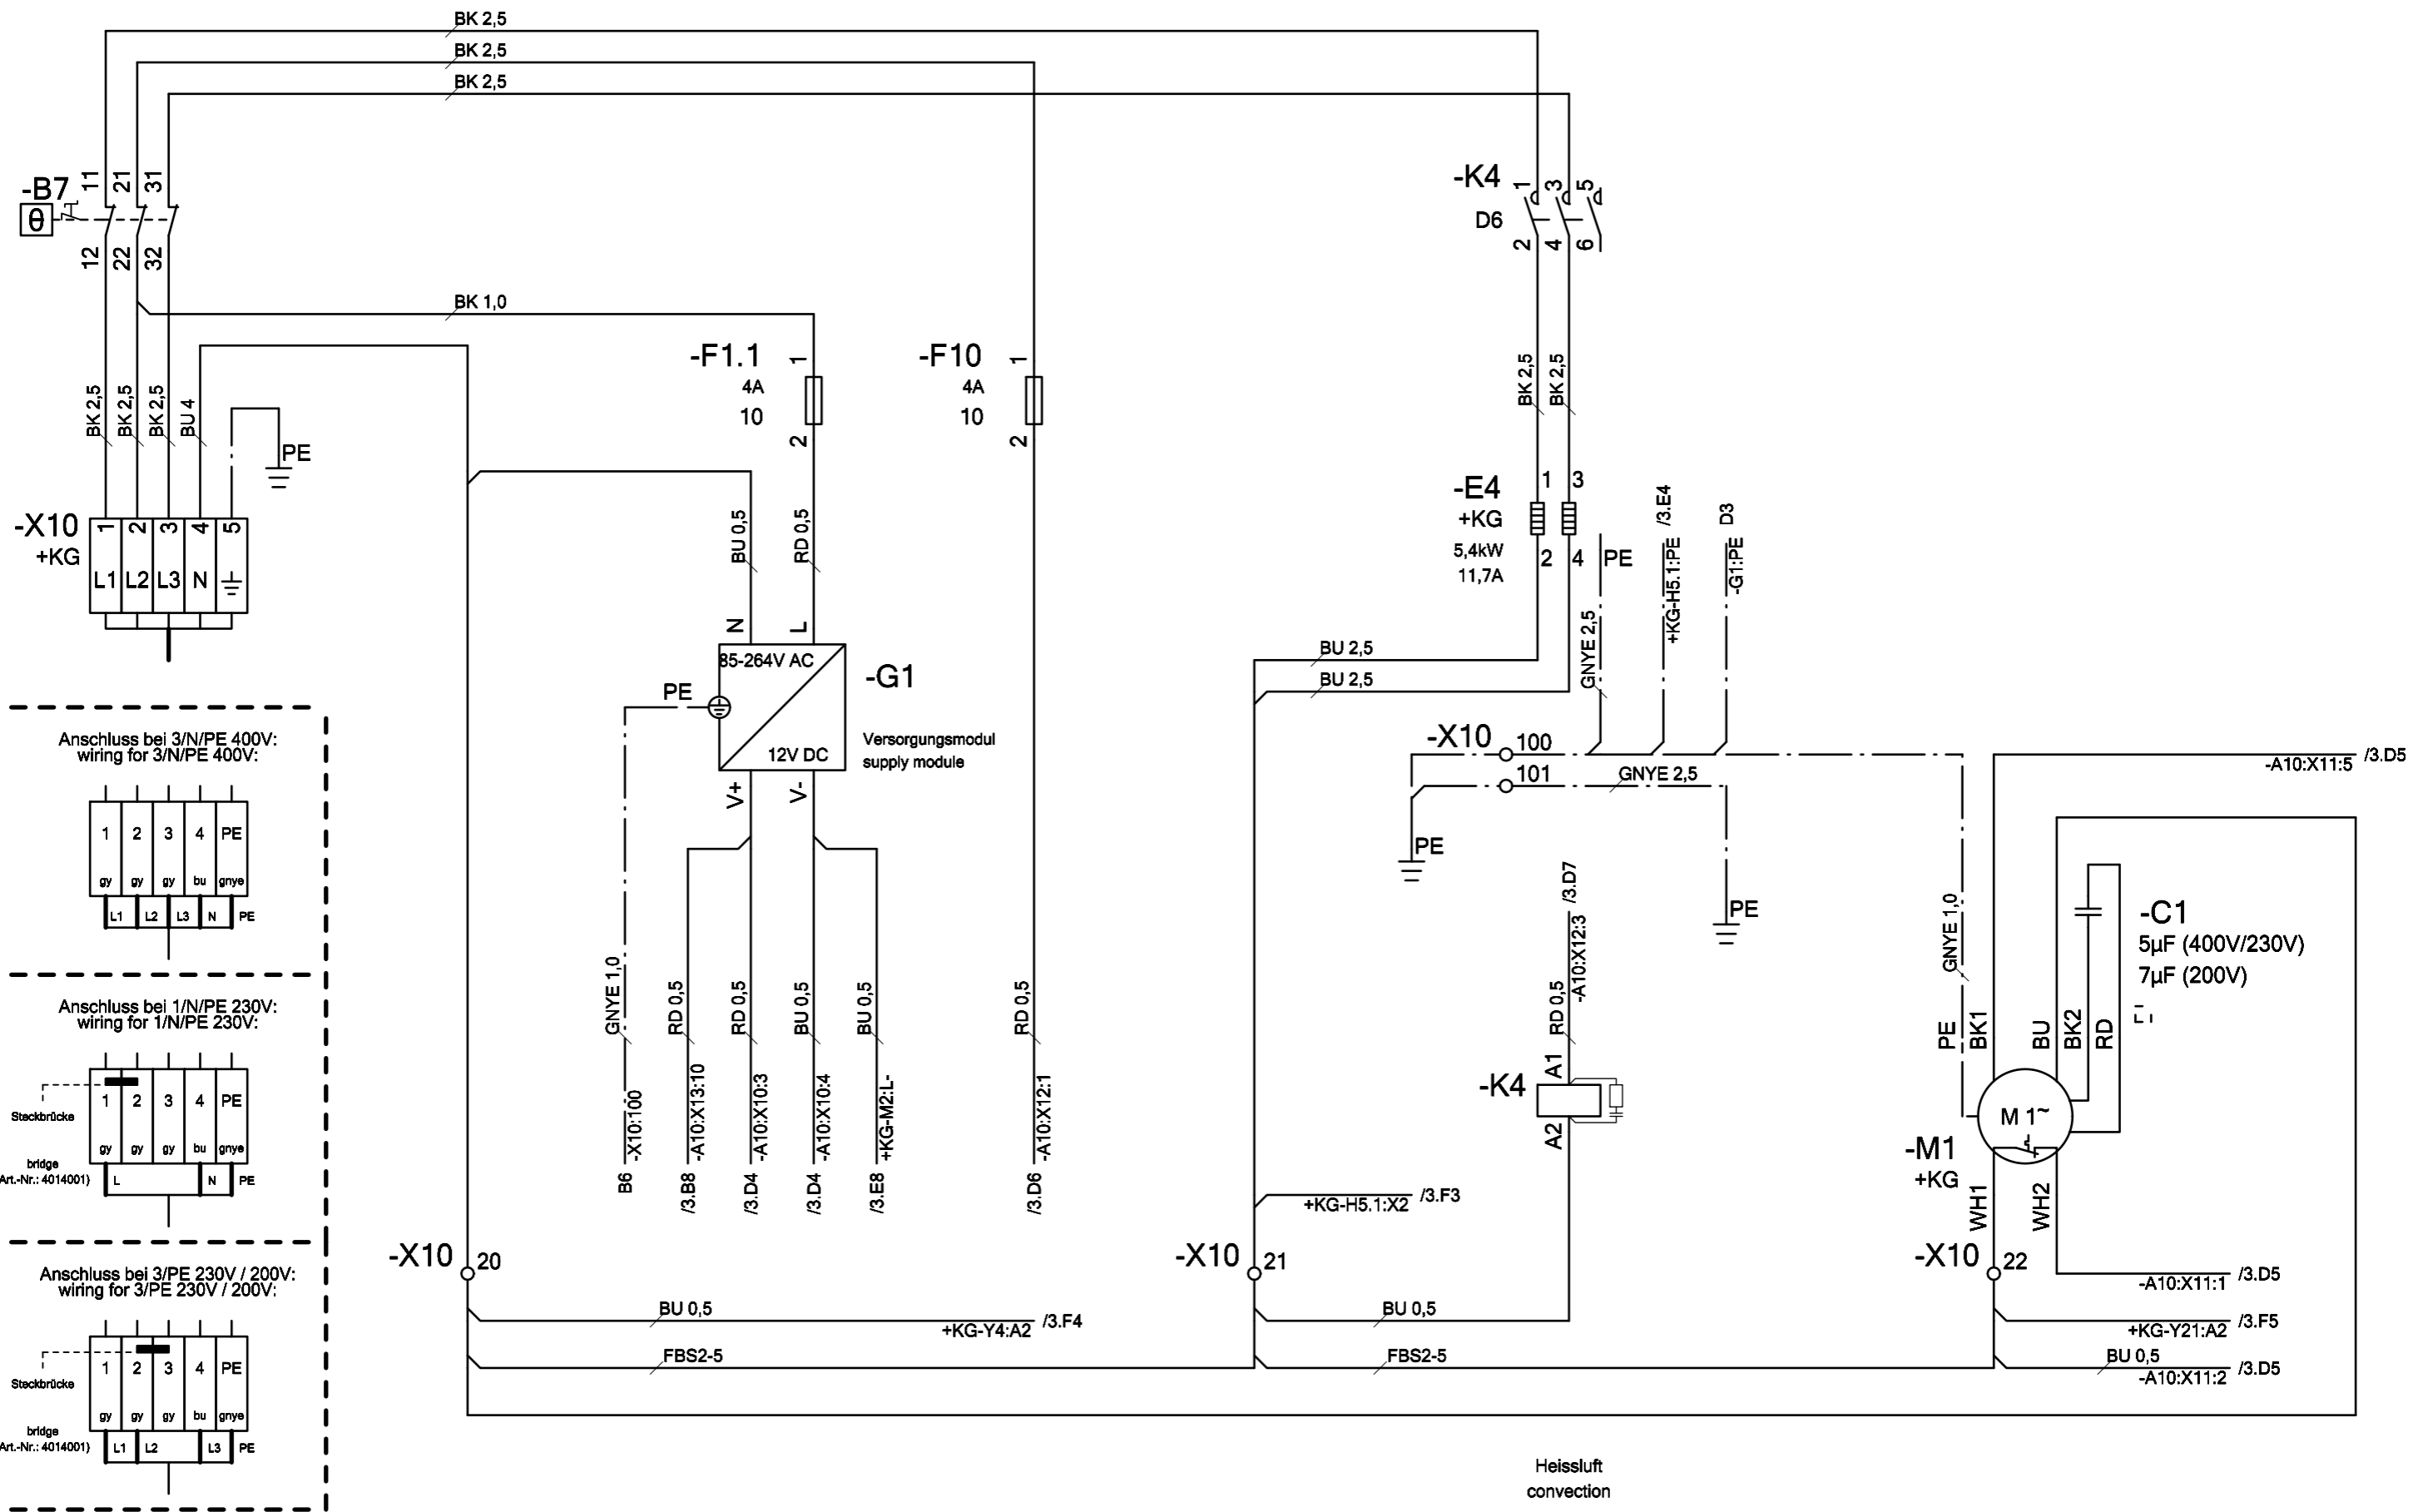 BK 2,5
BK 2,5
BK 2,5
-B7
11
21
31
θ
12
22
32
-K4
D6
1
3
5
2
4
6
BK 1,0
-F1.1
4A
10
1
2
-F10
4A
10
1
2
BK 2,5
BK 2,5
BK 2,5
BU 4
PE
BK 2,5
BK 2,5
-X10
+KG
1
2
3
4
5
L1
L2
L3
N
-E4
+KG
5,4kW
11,7A
1
3
2
4
PE
/3.E4
+KG-H5.1:PE
D3
-G1:PE
GNYE 2,5
BU 0,5
RD 0,5
N
L
85-264V AC
12V DC
PE
-G1
Versorgungsmodul
supply module
V+
V-
BU 2,5
BU 2,5
-X10
100
101
GNYE 2,5
PE
PE
-A10:X11:5
/3.D5
Anschluss bei 3/N/PE 400V:
wiring for 3/N/PE 400V:
1
2
3
4
PE
gy
gy
gy
bu
gnye
L1
L2
L3
N
PE
Anschluss bei 1/N/PE 230V:
wiring for 1/N/PE 230V:
1
2
3
4
PE
Steckbrücke
gy
gy
gy
bu
gnye
bridge
Art.-Nr.: 4014001)
L
N
PE
Anschluss bei 3/PE 230V / 200V:
wiring for 3/PE 230V / 200V:
1
2
3
4
PE
Steckbrücke
gy
gy
gy
bu
gnye
bridge
Art.-Nr.: 4014001)
L1
L2
L3
PE
GNYE 1,0
RD 0,5
RD 0,5
BU 0,5
BU 0,5
RD 0,5
-X10:100
-A10:X13:10
-A10:X10:3
-A10:X10:4
+KG-M2:L-
-A10:X12:1
B6
/3.B8
/3.D4
/3.D4
/3.E8
/3.D6
/3.D7
-A10:X12:3
RD 0,5
-K4
A1
A2
GNYE 1,0
-C1
5µF (400V/230V)
7µF (200V)
PE
BK1
BU
BK2
RD
M 1~
-M1
+KG
WH1
WH2
+KG-H5.1:X2
/3.F3
-X10
20
-X10
21
-X10
22
-A10:X11:1
/3.D5
BU 0,5
+KG-Y4:A2
/3.F4
BU 0,5
+KG-Y21:A2
/3.F5
FBS2-5
FBS2-5
BU 0,5
-A10:X11:2
/3.D5
Heissluft
convection